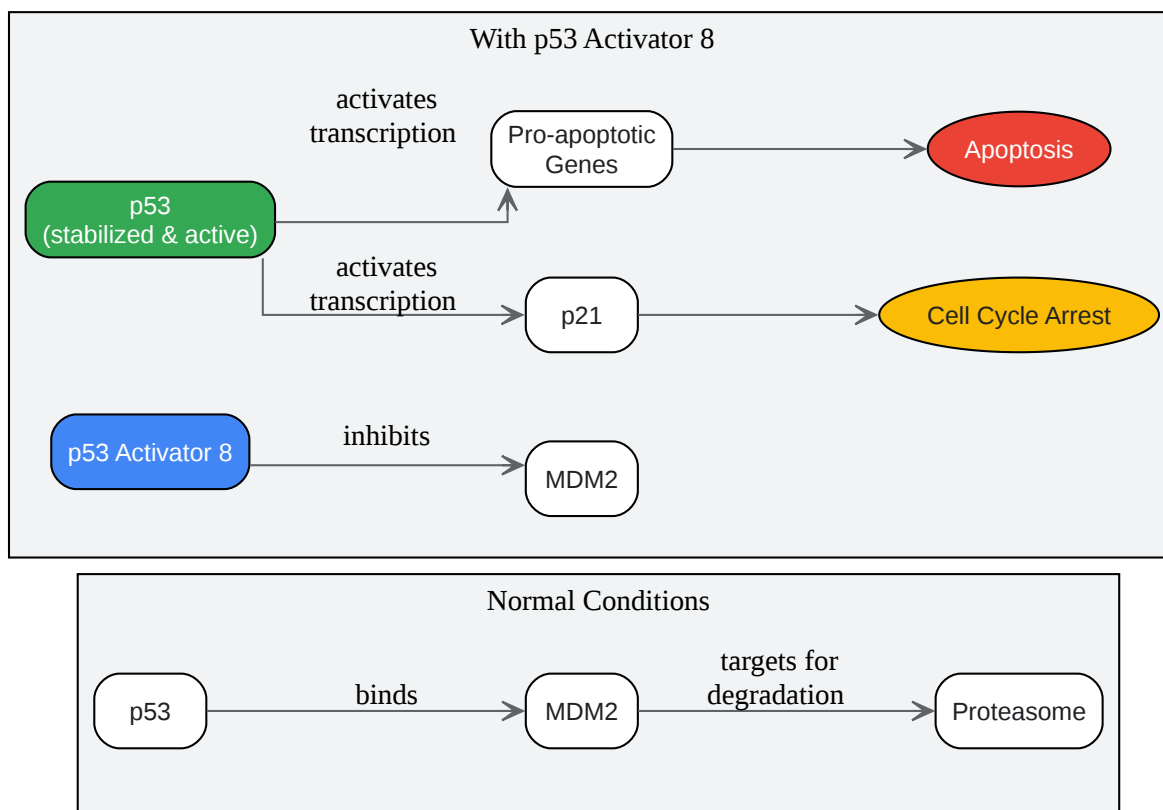 With p53 Activator 8
activates
transcription
Pro-apoptotic
Genes
Apoptosis
p53
(stabilized & active)
activates
transcription
p21
Cell Cycle Arrest
p53 Activator 8
inhibits
MDM2
Normal Conditions
p53
binds
MDM2
targets for
degradation
Proteasome